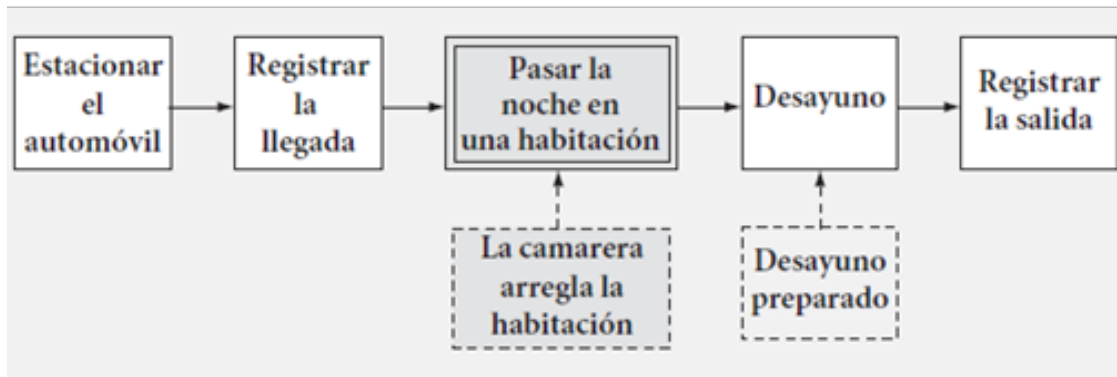 Estacionar
el
automóvil
Registrar
la
llegada
Pasar la
noche en
una habitación
Desayuno
Registrar
la salida
La camarera
arregla la
habitación
Desayuno
preparado